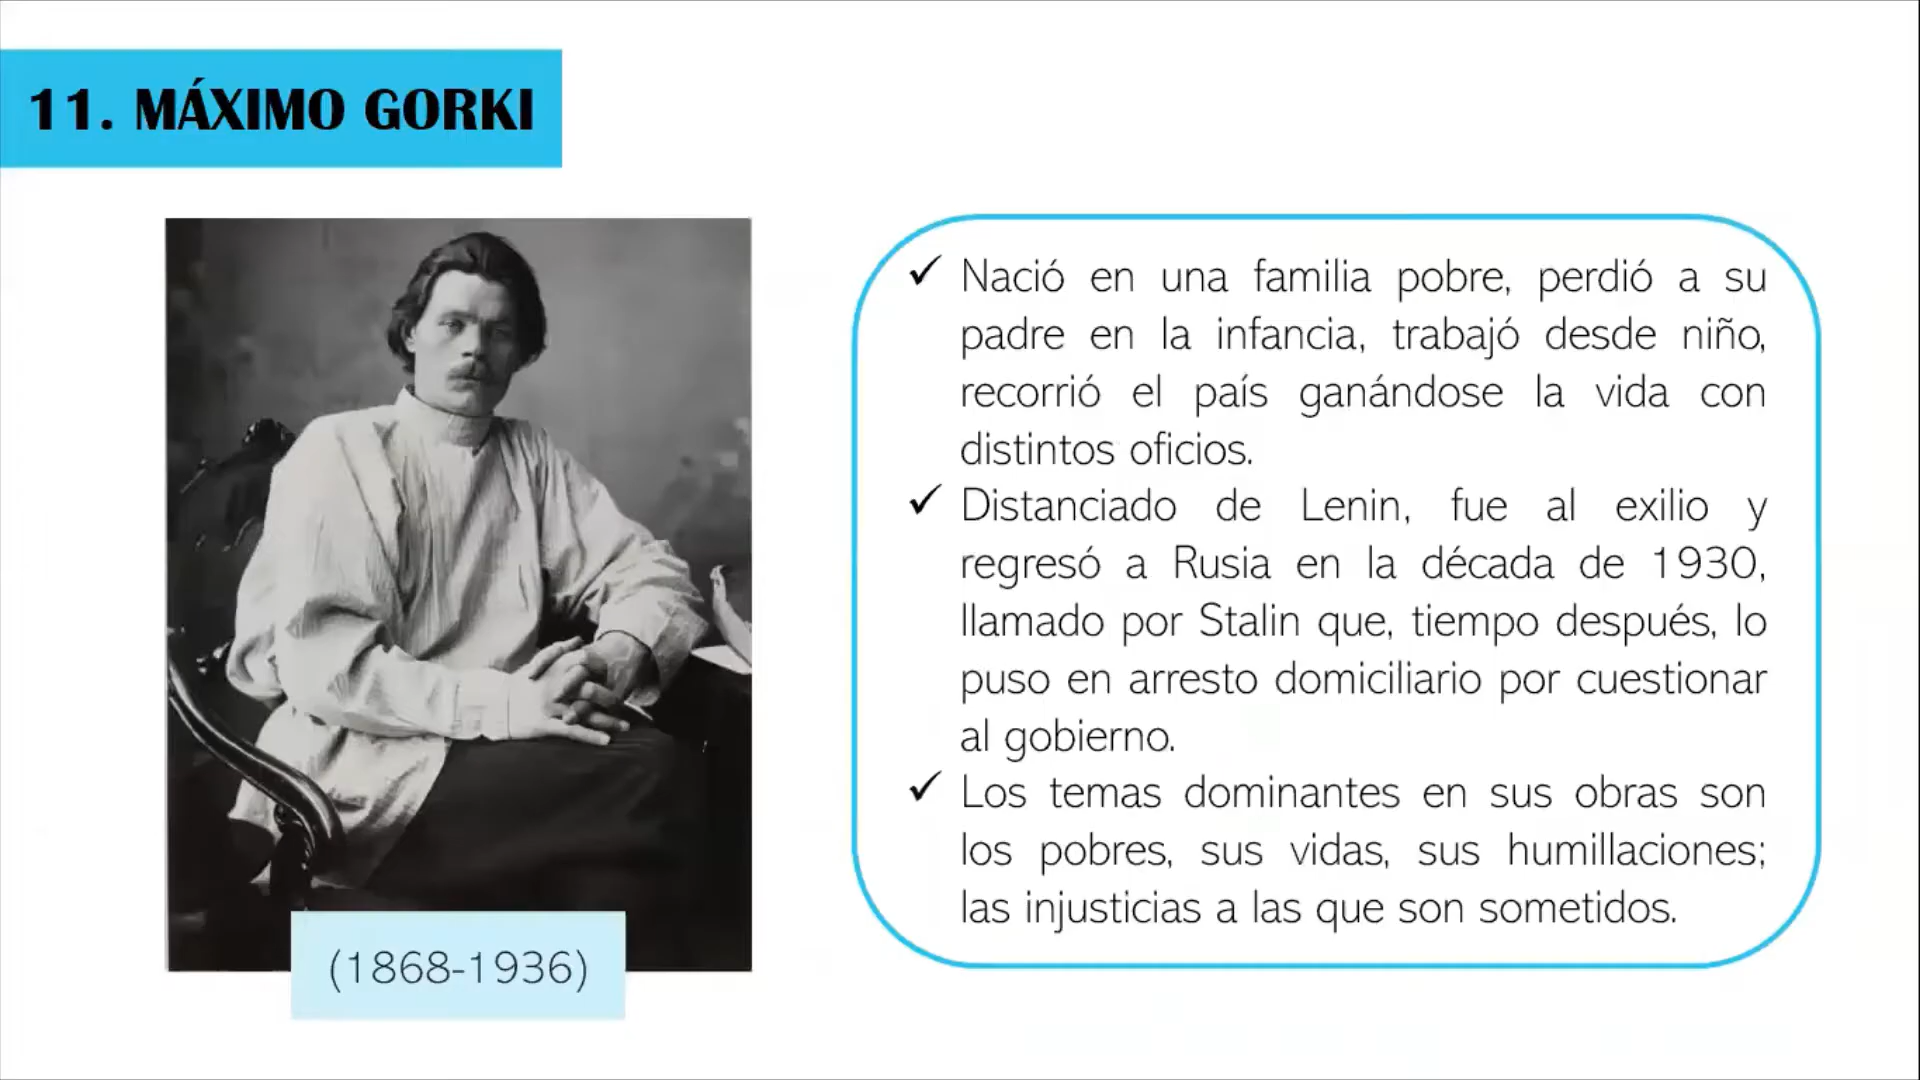 11. MÁXIMO GORKI
(1868-1936)
✓ Nació en una familia pobre, perdió a su
padre en la infancia, trabajó desde niño,
recorrió el país ganándose la vida con
distintos oficios.
✓ Distanciado de Lenin, fue al exilio y
regresó a Rusia en la década de 1930,
llamado por Stalin que, tiempo después, lo
puso en arresto domiciliario por cuestionar
al gobierno.
✓ Los temas dominantes en sus obras son
los pobres, sus vidas, sus humillaciones;
las injusticias a las que son sometidos.